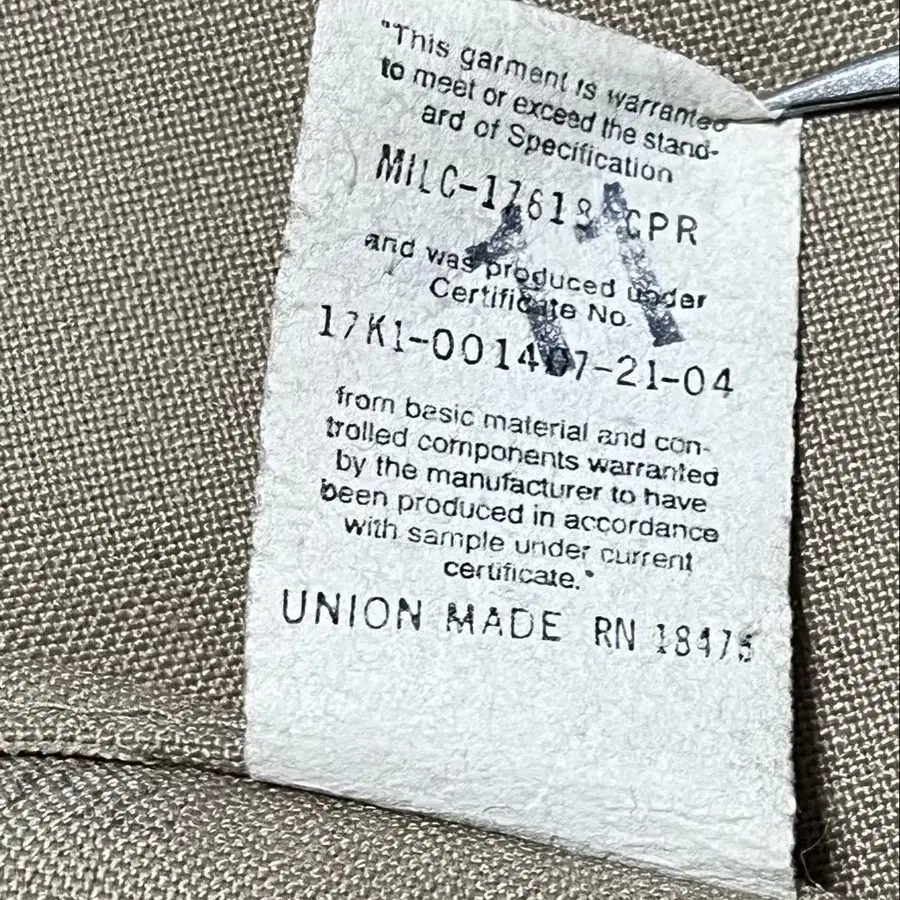 "This garment is warranted
to meet or exceed the stand-
ard of Specification
MILC-17619 CPR
and was produced under
Certificate No.
17K1-001407-21-04
from basic material and con-
trolled components warranted
by the manufacturer to have
been produced in accordance
with sample under current
certificate."
UNION MADE RN 18475